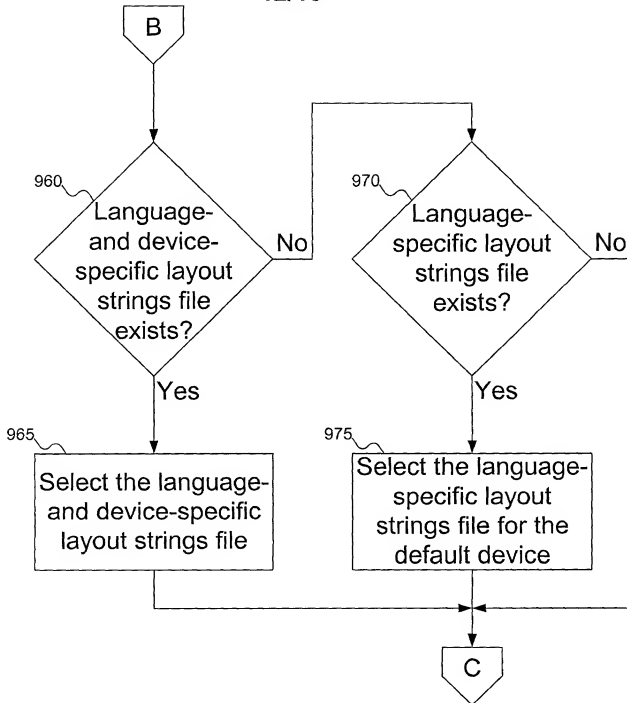 B
960
Language-
and device-
specific layout
strings file
exists?
No
Yes
965
Select the language-
and device-specific
layout strings file
970
Language-
specific layout
strings file
exists?
No
Yes
975
Select the language-
specific layout
strings file for the
default device
C